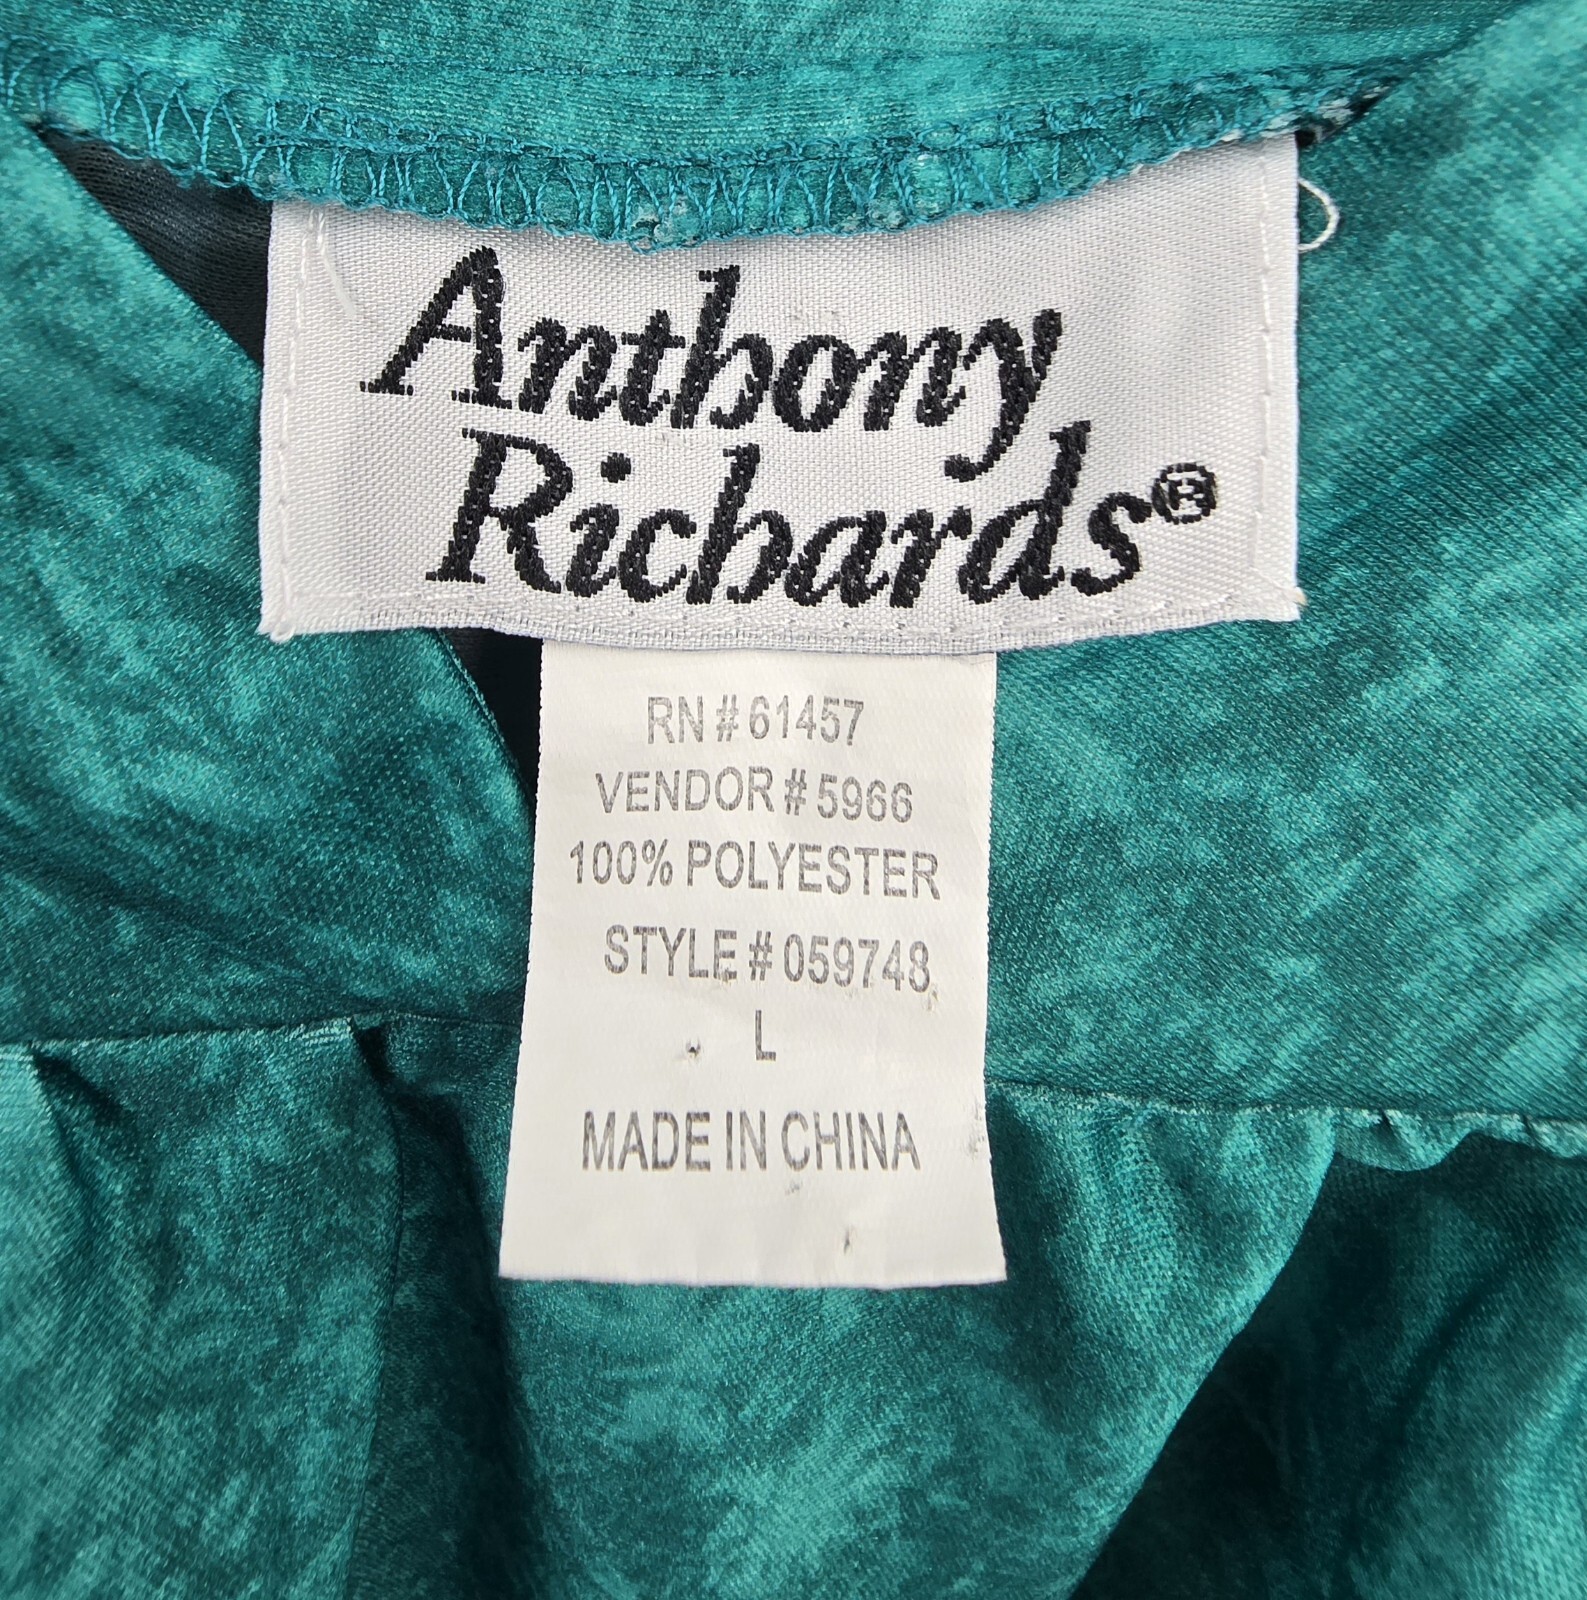 Anthony
Richards®
RN # 61457
VENDOR # 5966
100% POLYESTER
STYLE # 059748
L
MADE IN CHINA